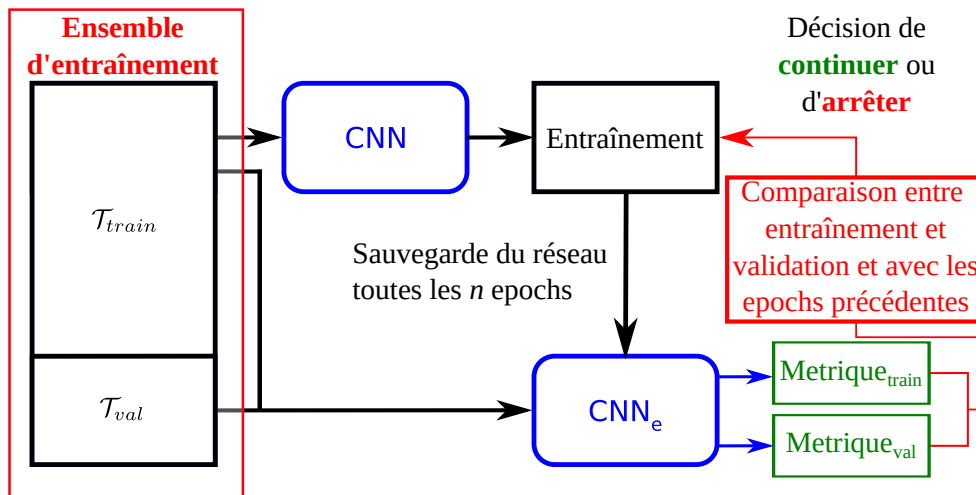 Ensemble
d'entraînement
Décision de
continuer ou
d'arrêter
CNN
Entraînement
𝒯train
Comparaison entre
entraînement et
validation et avec les
epochs précédentes
Sauvegarde du réseau
toutes les n epochs
𝒯val
CNNe
Metriquetrain
Metriqueval